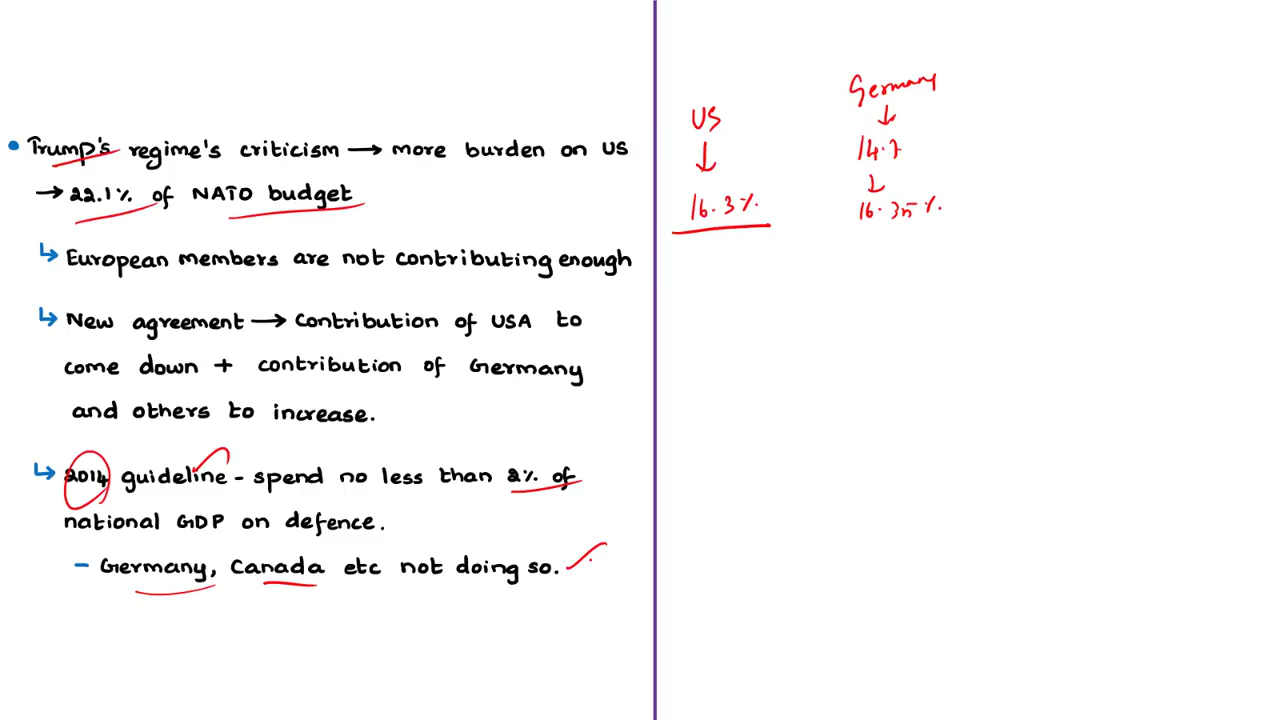 • Trump's regime's criticism → more burden on US
→ 22.1% of NATO budget
↳ European members are not contributing enough
↳ New agreement → Contribution of USA to
come down + contribution of Germany
and others to increase.
↳ 2014 guideline - spend no less than 2% of
national GDP on defence.
- Germany, Canada etc not doing so.
US
↓
16.3%
Germany
↓
14.7
↓
16.35%